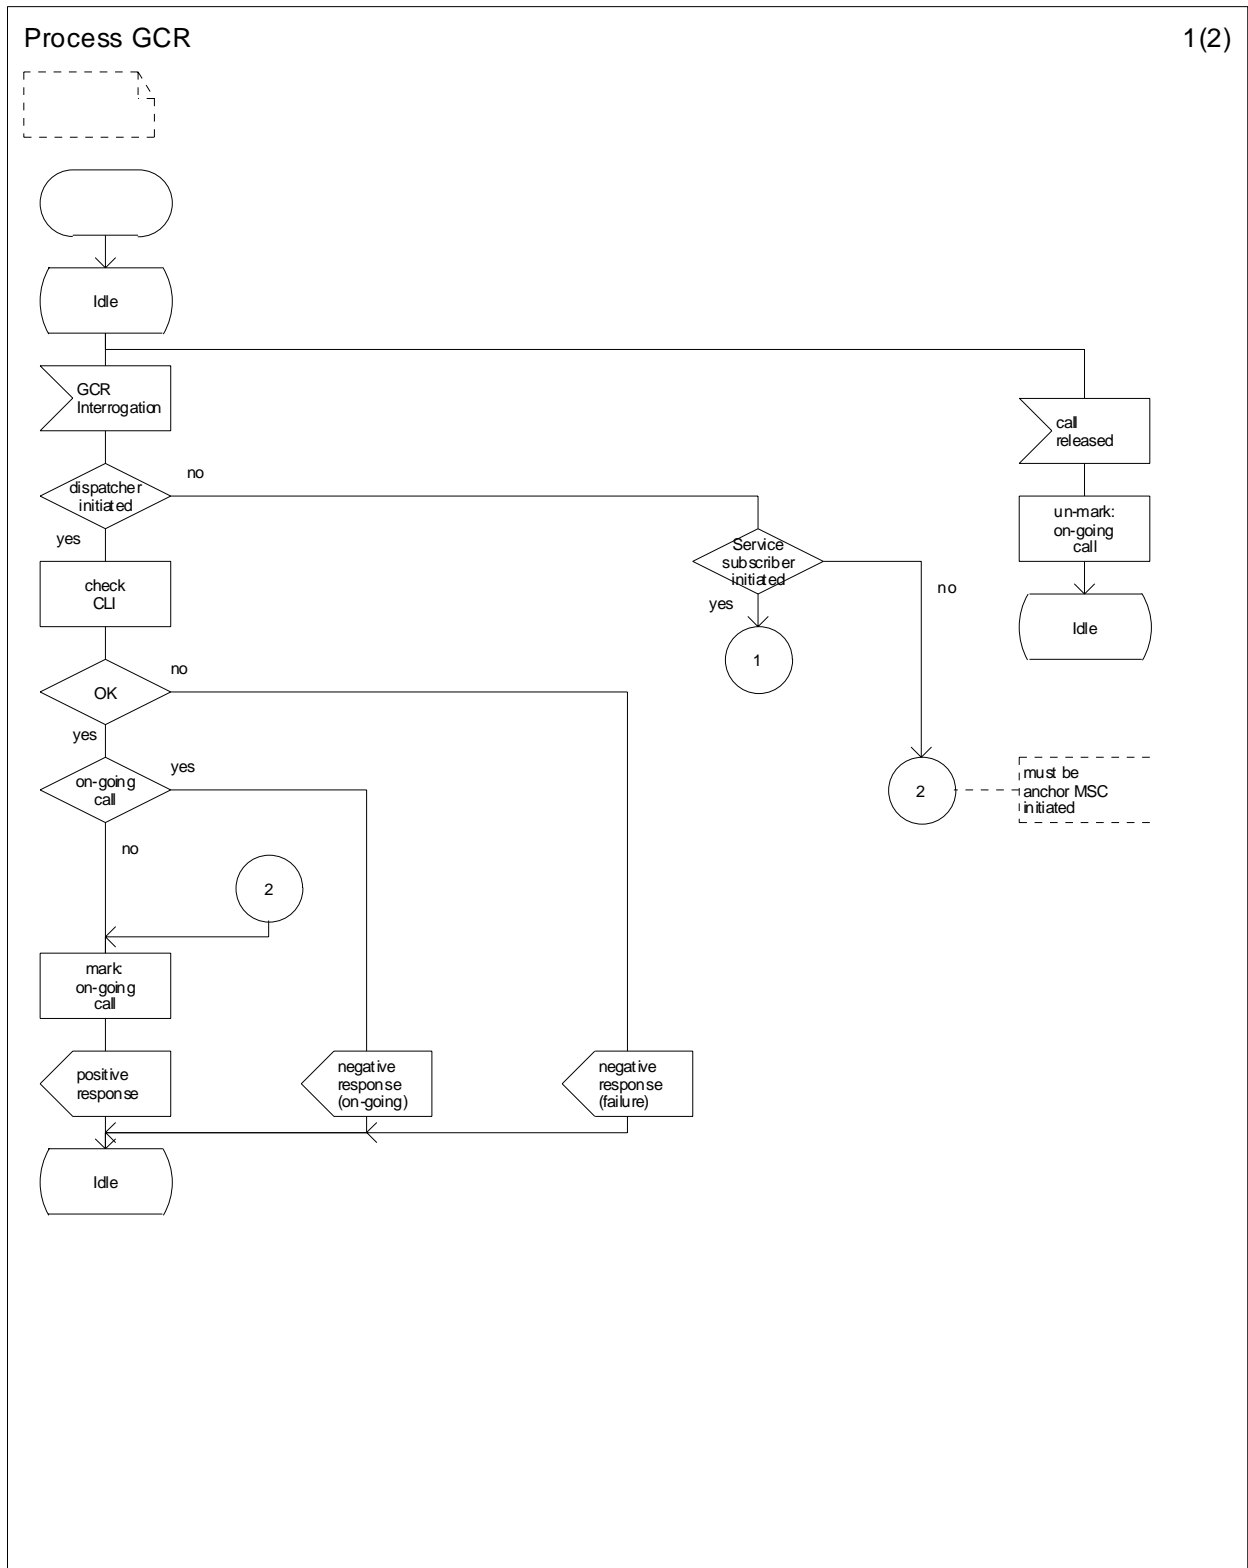 Process GCR
1(2)
Idle
GCR
Interrogation
call
released
dispatcher
initiated
no
yes
un-mark:
on-going
call
Service
subscriber
initiated
yes
no
check
CLI
Idle
1
OK
no
yes
on-going
call
yes
no
2
must be
anchor MSC
initiated
2
mark:
on-going
call
positive
response
negative
response
(on-going)
negative
response
(failure)
Idle